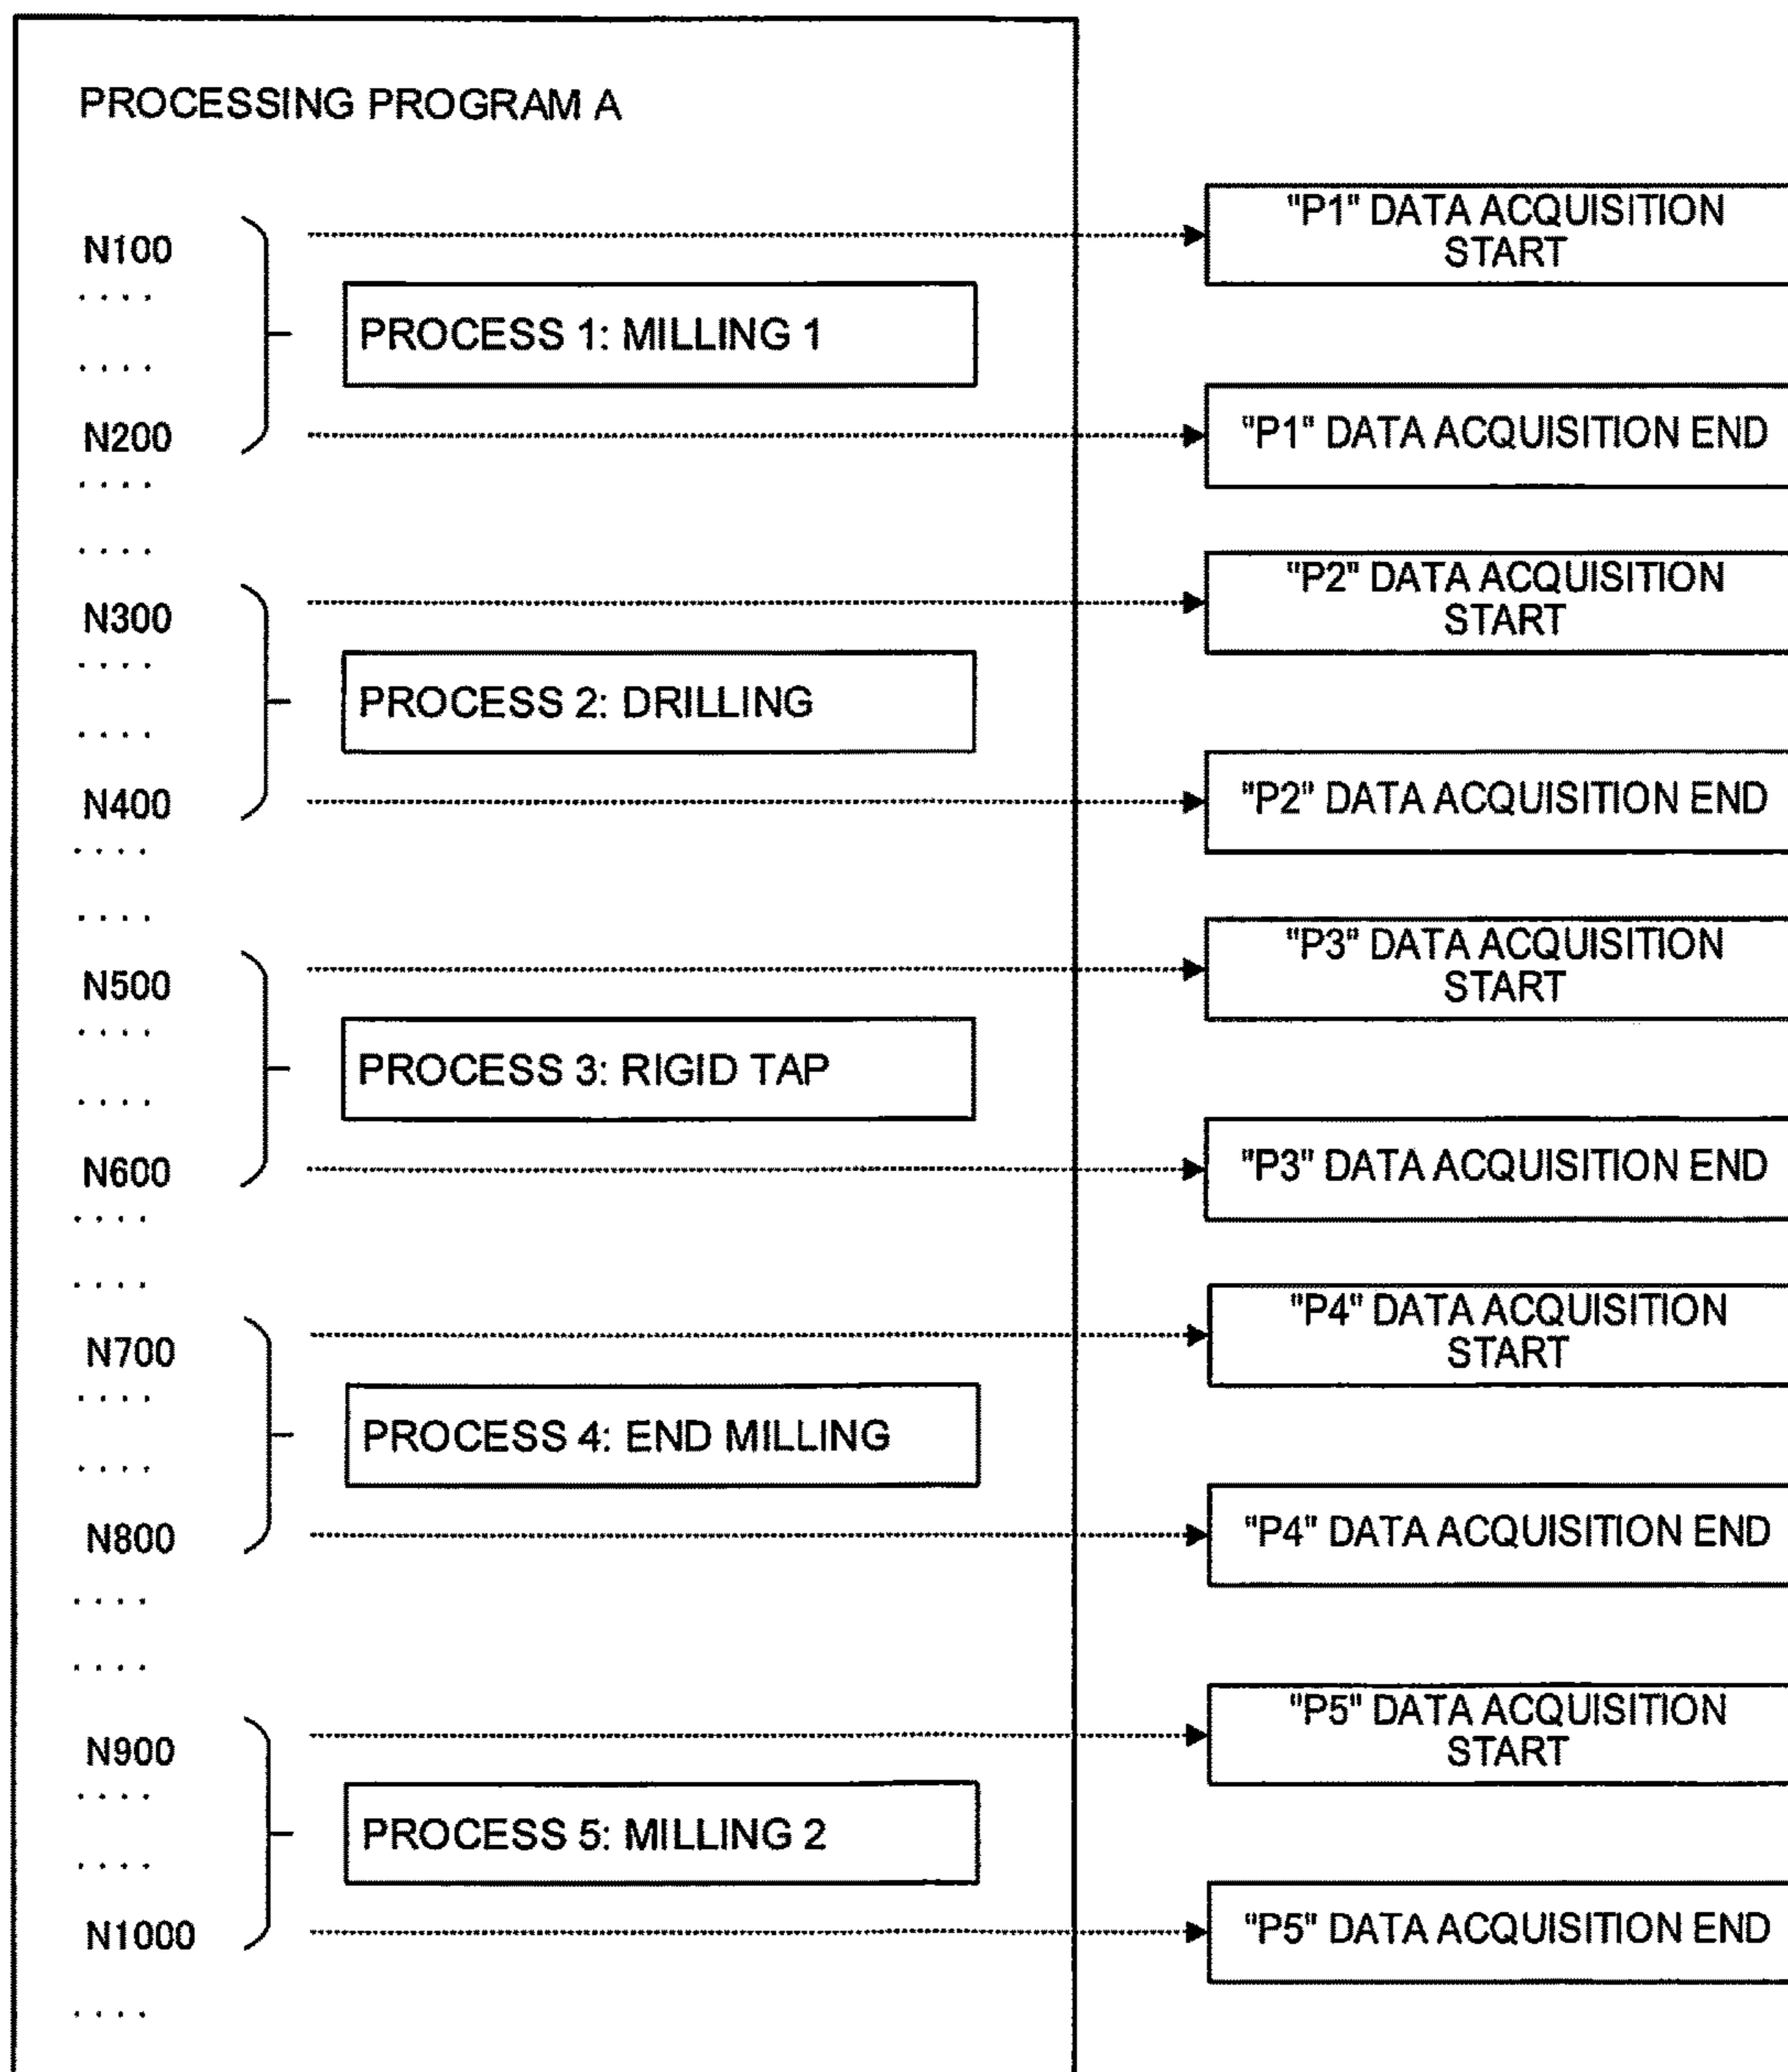 PROCESSING PROGRAM A
N100
"P1" DATA ACQUISITION
START
. . . .
PROCESS 1: MILLING 1
. . . .
N200
"P1" DATA ACQUISITION END
. . . .
. . . .
N300
"P2" DATA ACQUISITION
START
. . . .
PROCESS 2: DRILLING
. . . .
N400
"P2" DATA ACQUISITION END
. . . .
. . . .
N500
"P3" DATA ACQUISITION
START
. . . .
PROCESS 3: RIGID TAP
. . . .
N600
"P3" DATA ACQUISITION END
. . . .
. . . .
N700
"P4" DATA ACQUISITION
START
. . . .
PROCESS 4: END MILLING
. . . .
N800
"P4" DATA ACQUISITION END
. . . .
. . . .
N900
"P5" DATA ACQUISITION
START
. . . .
PROCESS 5: MILLING 2
. . . .
N1000
"P5" DATA ACQUISITION END
. . . .